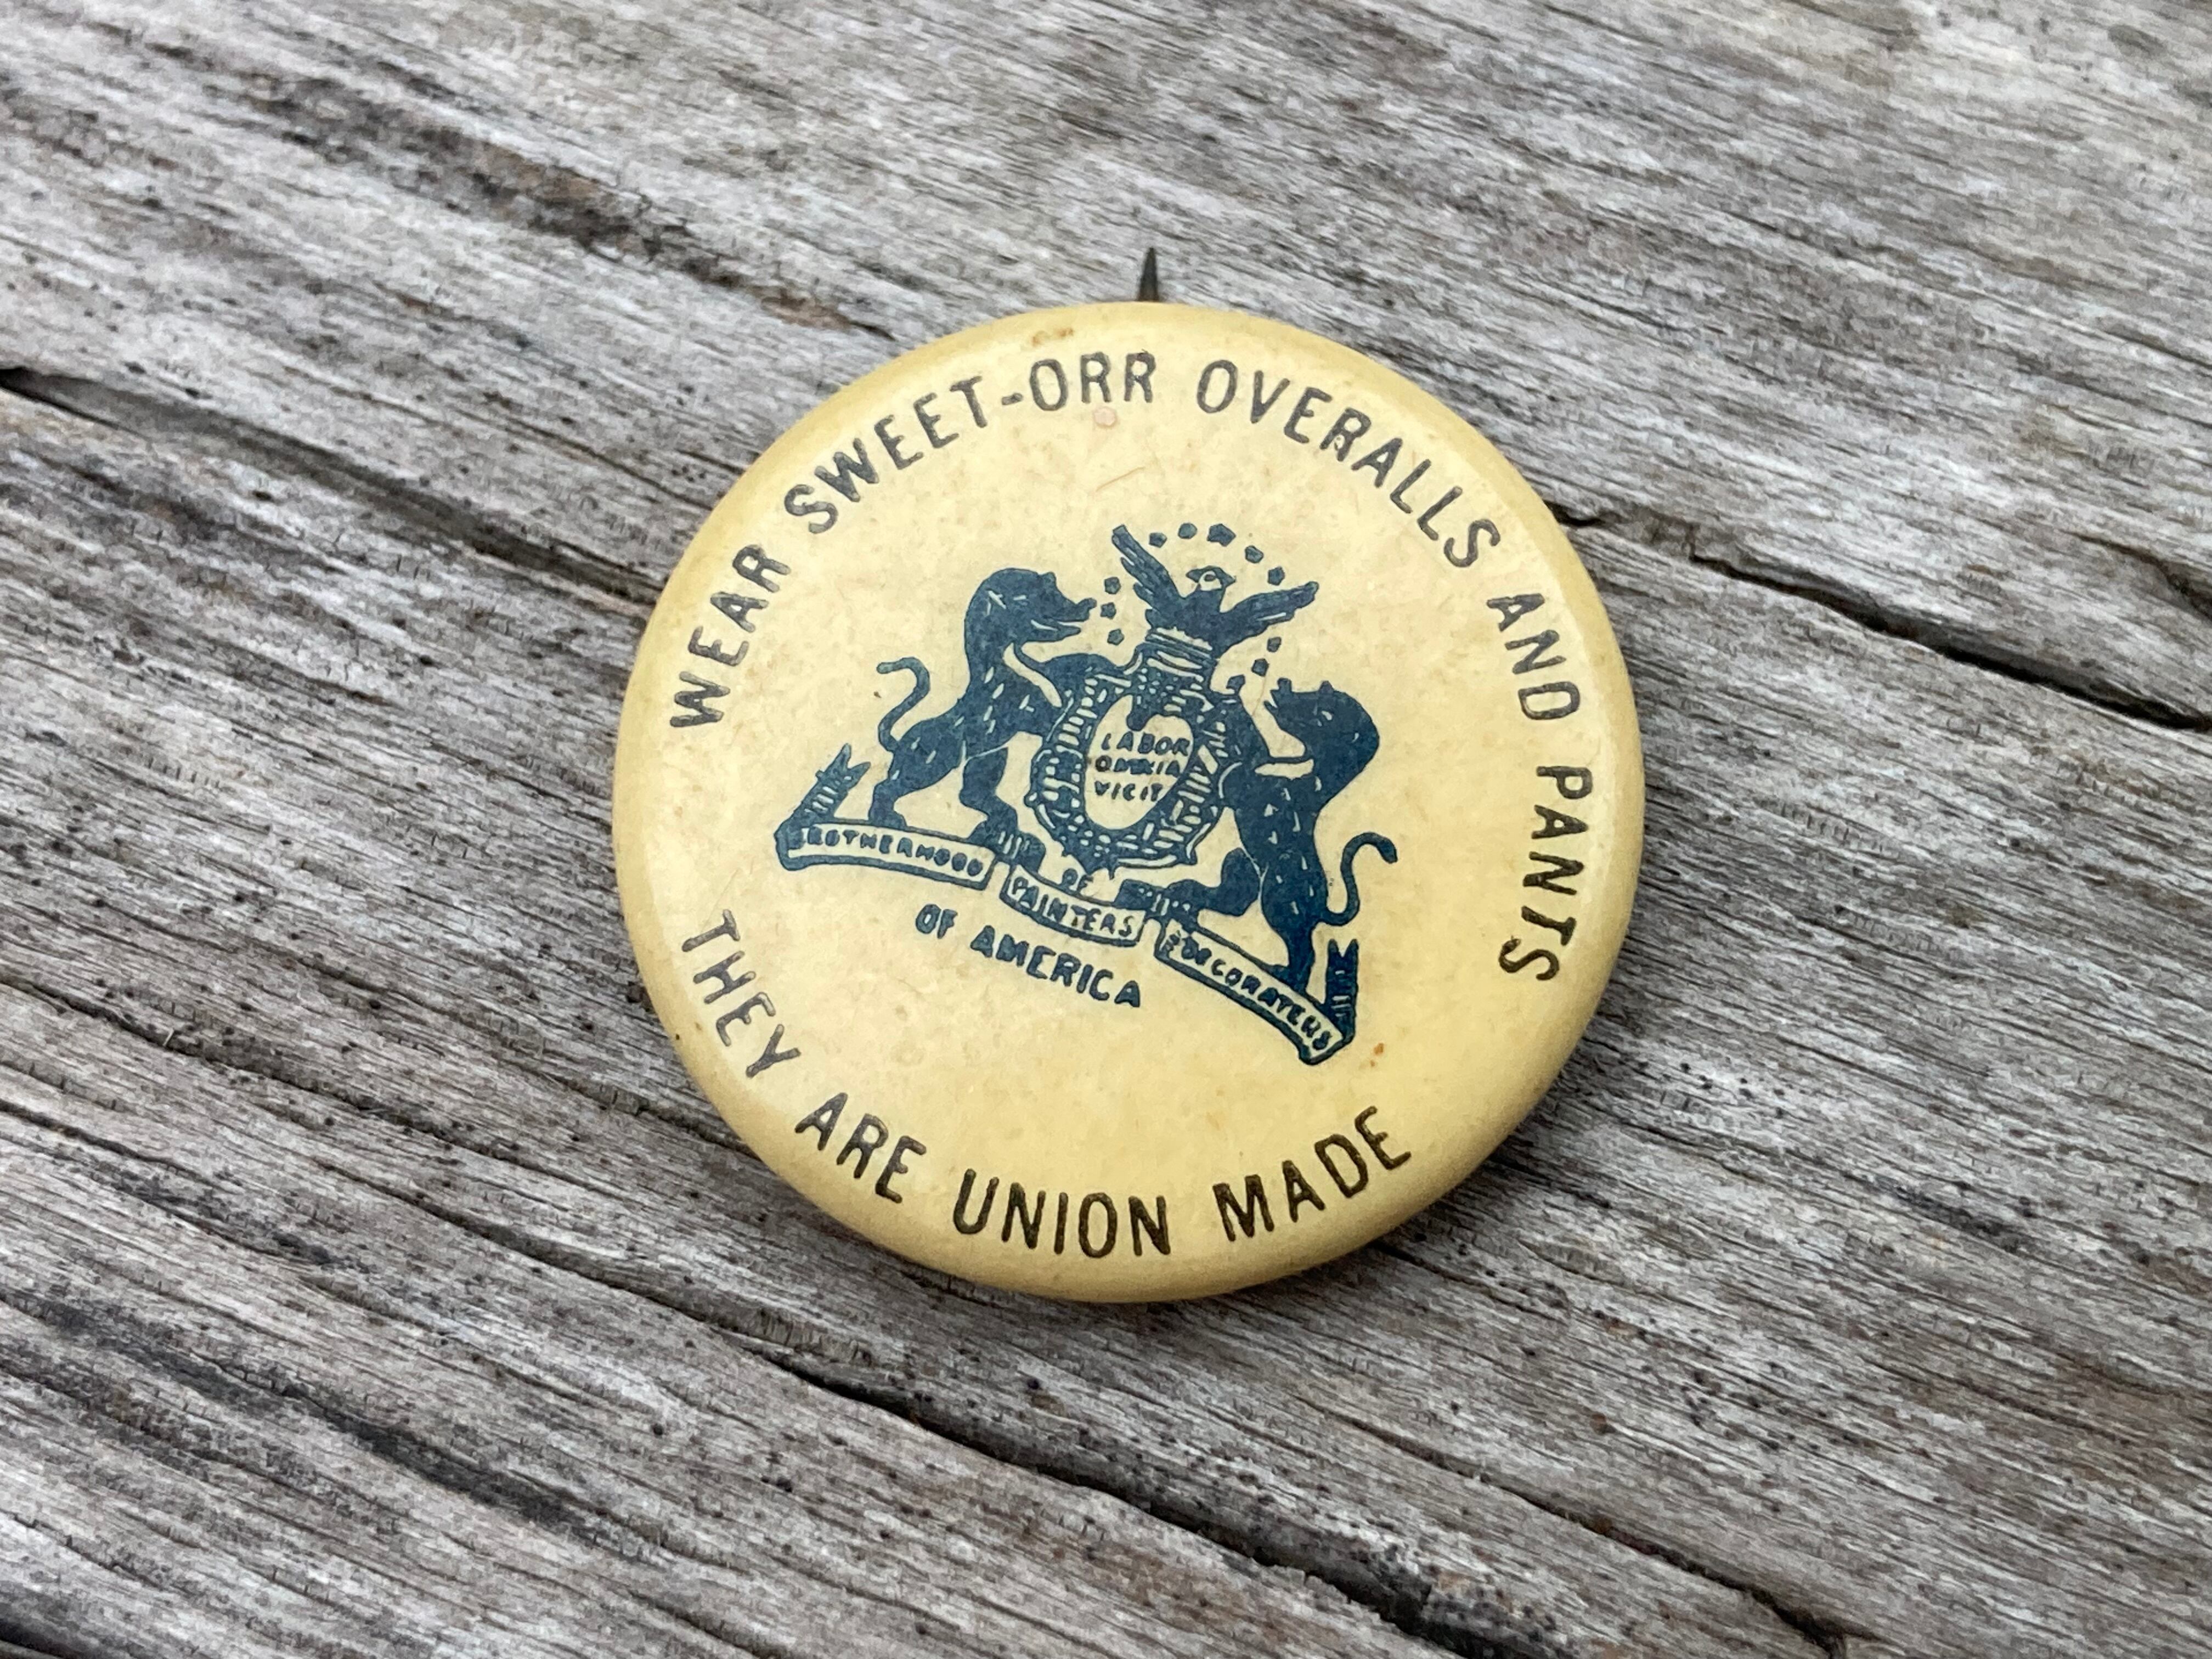 WEAR SWEET-ORR OVERALLS AND PANTS
LABOR
OMNIA
VICIT
BROTHERHOOD
OF
PAINTERS
DECORATERS
OF AMERICA
THEY ARE UNION MADE